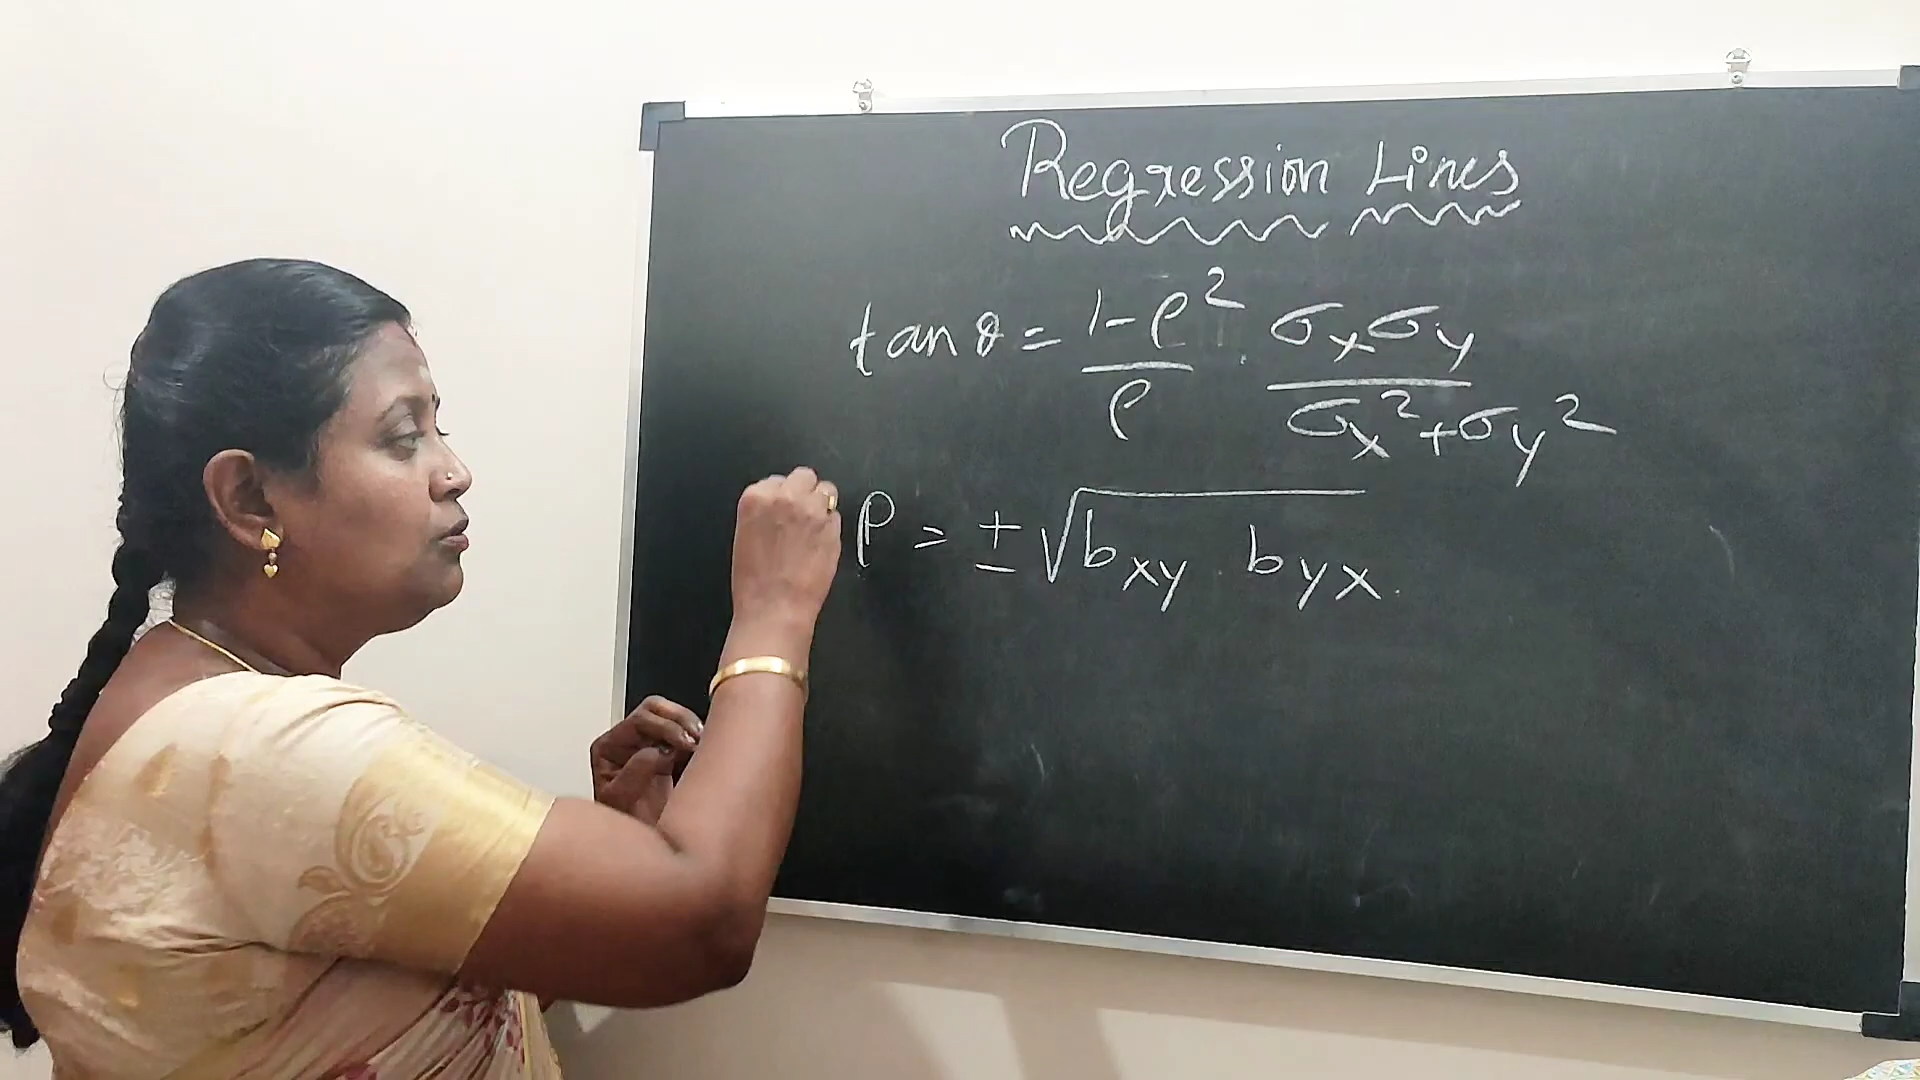 Regression Lines
tan θ = 1-ρ² / ρ . σxσy / σx²+σy²
ρ = ± √bxy . byx.